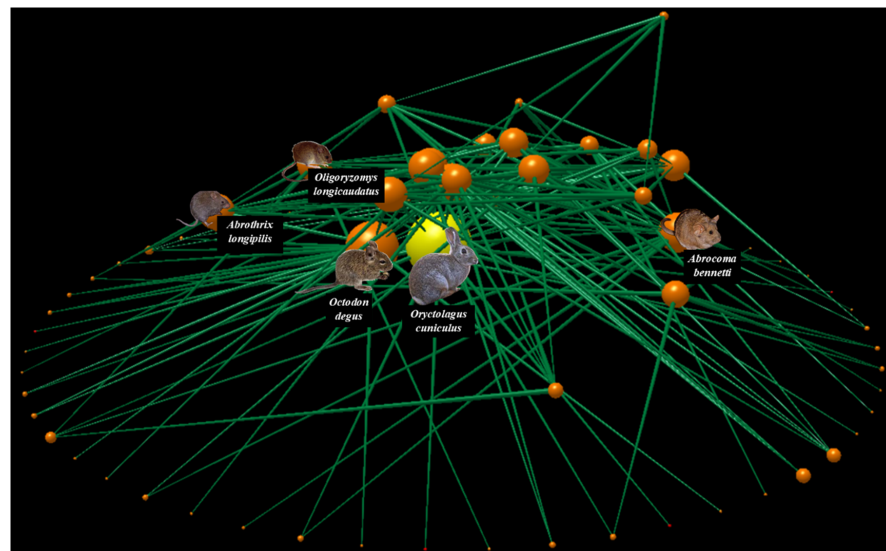 Oligoryzomys
longicaudatus
Abrothrix
longipilis
Abrocoma
bennetti
Octodon
degus
Oryctolagus
cuniculus